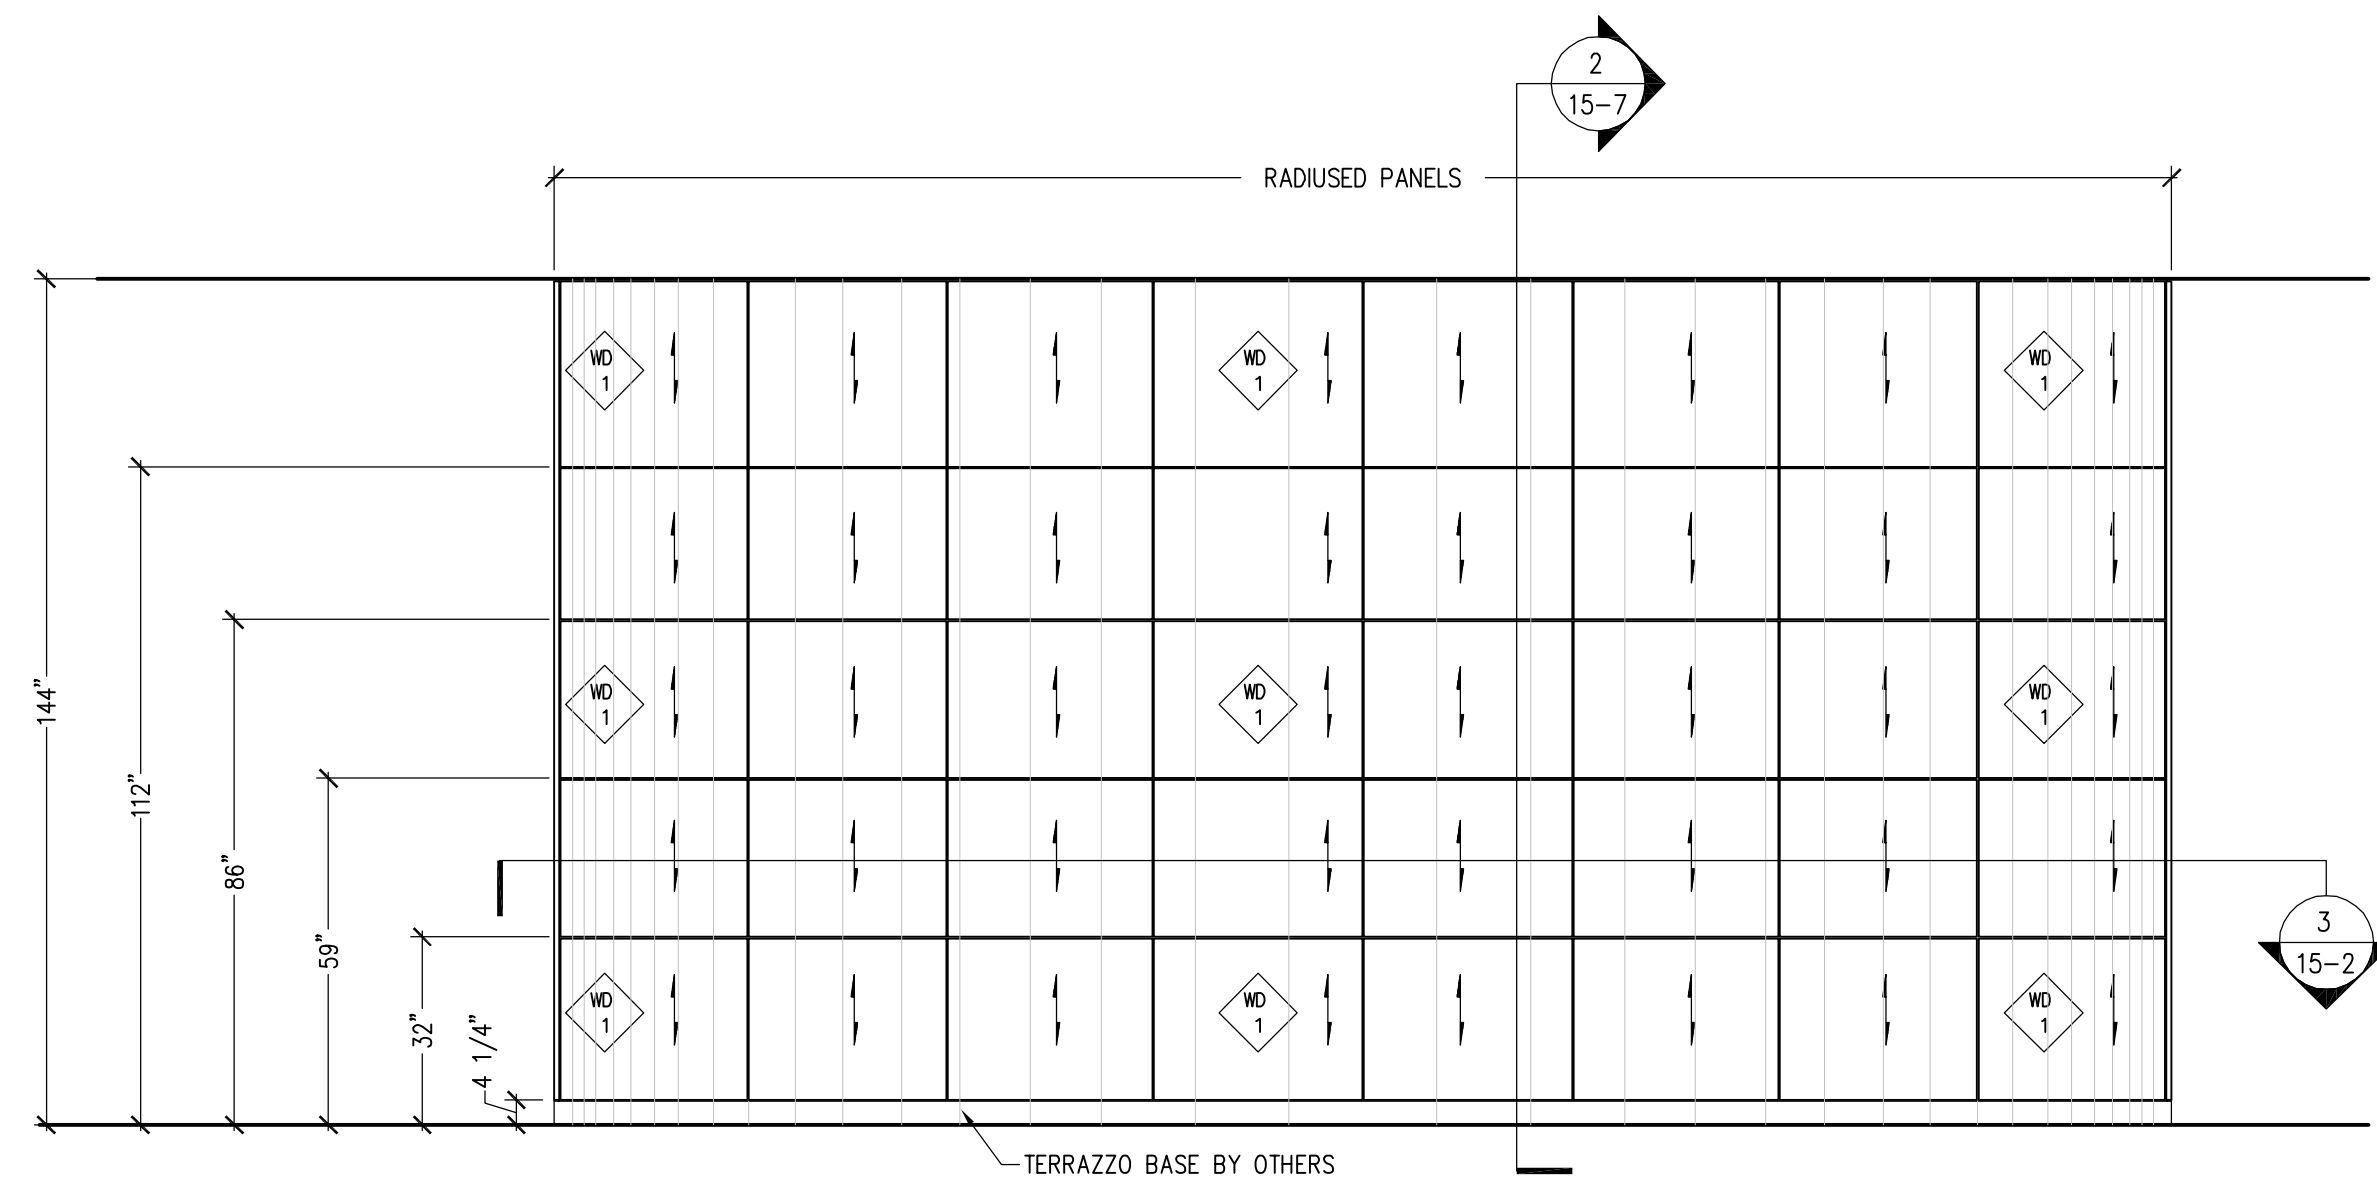 2
15-7
RADIUSED PANELS
WD
1
WD
1
WD
1
144"
112"
86"
59"
32"
4 1/4"
WD
1
WD
1
WD
1
3
15-2
WD
1
WD
1
WD
1
TERRAZZO BASE BY OTHERS